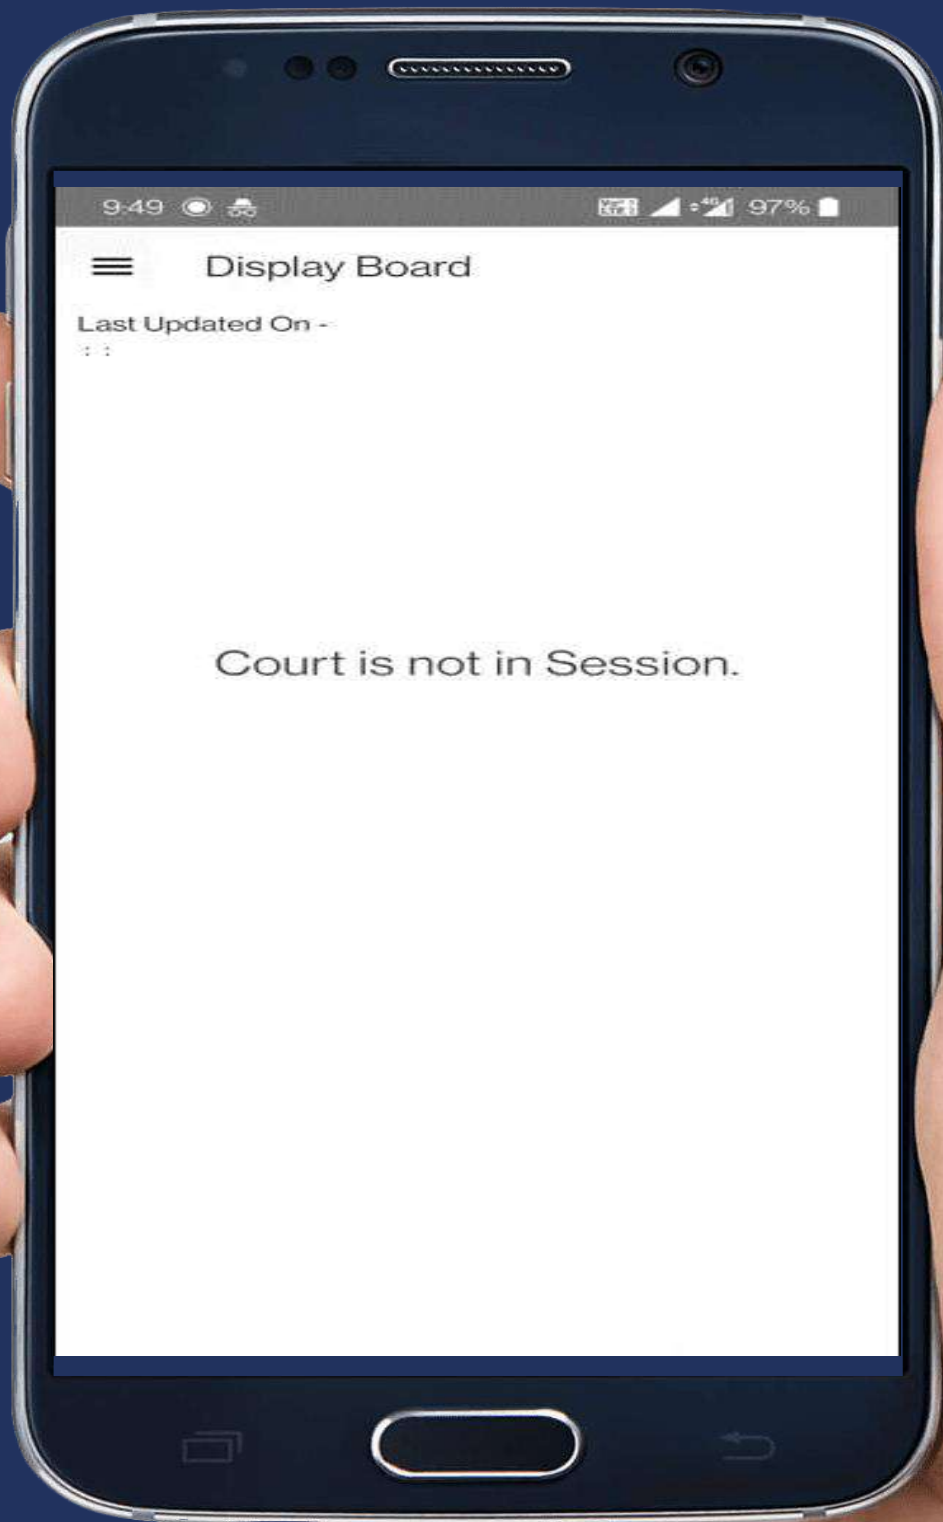 9:49
97%
Display Board
Last Updated On -
: :
Court is not in Session.